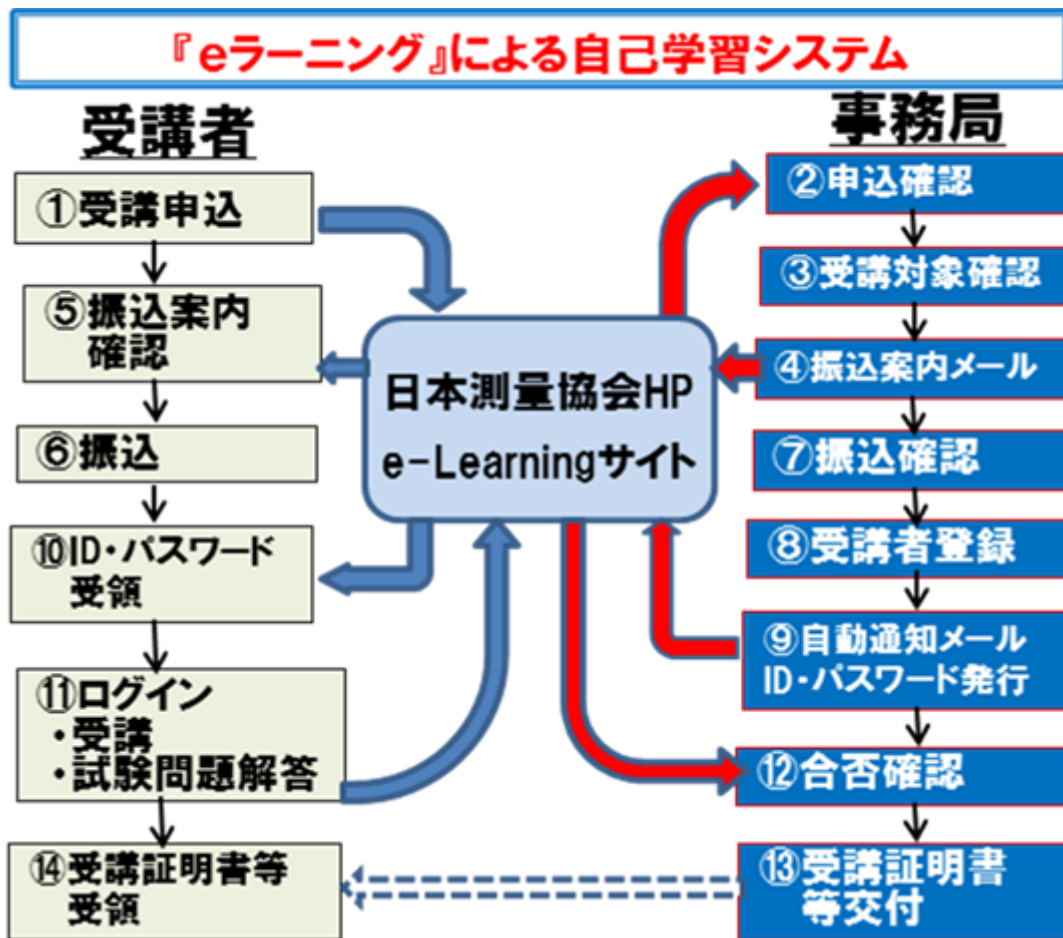 『eラーニング』による自己学習システム
受講者
①受講申込
⑤振込案内
確認
⑥振込
⑩ID・パスワード
受領
⑪ログイン
・受講
・試験問題解答
⑭受講証明書等
受領
日本測量協会HP
e-Learningサイト
事務局
②申込確認
③受講対象確認
④振込案内メール
⑦振込確認
⑧受講者登録
⑨自動通知メール
ID・パスワード発行
⑫合否確認
⑬受講証明書
等交付